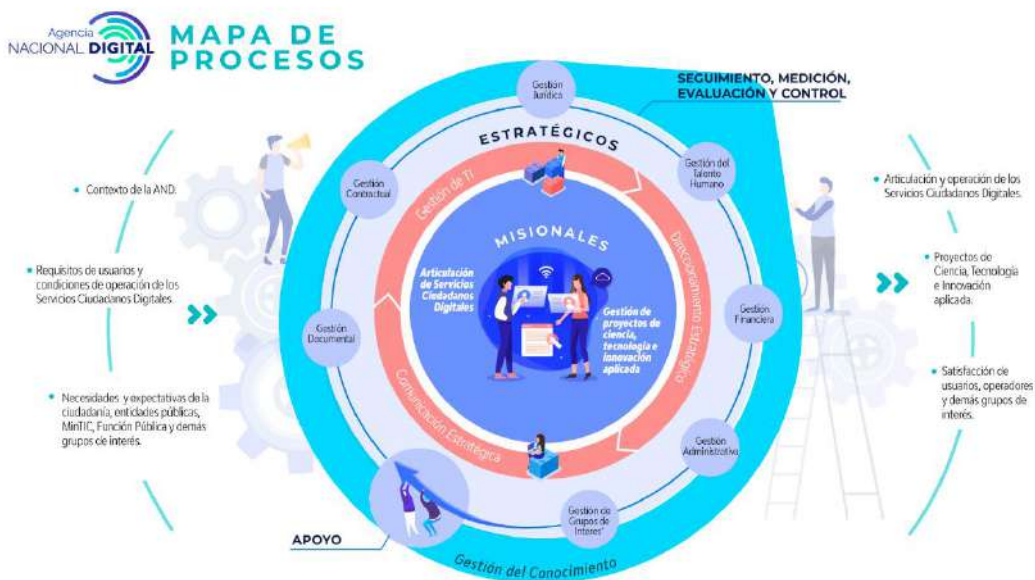 Agencia
NACIONAL DIGITAL
MAPA DE
PROCESOS
Contexto de la AND.
Requisitos de usuarios y
condiciones de operación de los
Servicios Ciudadanos Digitales.
Necesidades y expectativas de la
ciudadanía, entidades públicas,
MinTIC, Función Pública y demás
grupos de interés.
SEGUIMIENTO, MEDICIÓN,
EVALUACIÓN Y CONTROL
Gestión
Jurídica
ESTRATÉGICOS
Gestión
Contractual
Gestión del
Talento
Humano
Gestión de TI
Direccionamiento Estratégico
MISIONALES
Articulación
de Servicios
Ciudadanos
Digitales
Gestión de
proyectos de
ciencia,
tecnología e
innovación
aplicada
Gestión
Documental
Gestión
Financiera
Comunicación Estratégica
Gestión
Administrativa
Gestión de
Grupos de
Interes'
APOYO
Gestión del Conocimiento
Articulación y operación de los
Servicios Ciudadanos Digitales.
Proyectos de
Ciencia, Tecnología
e Innovación
aplicada.
Satisfacción de
usuarios, operadores
y demás grupos de
interés.